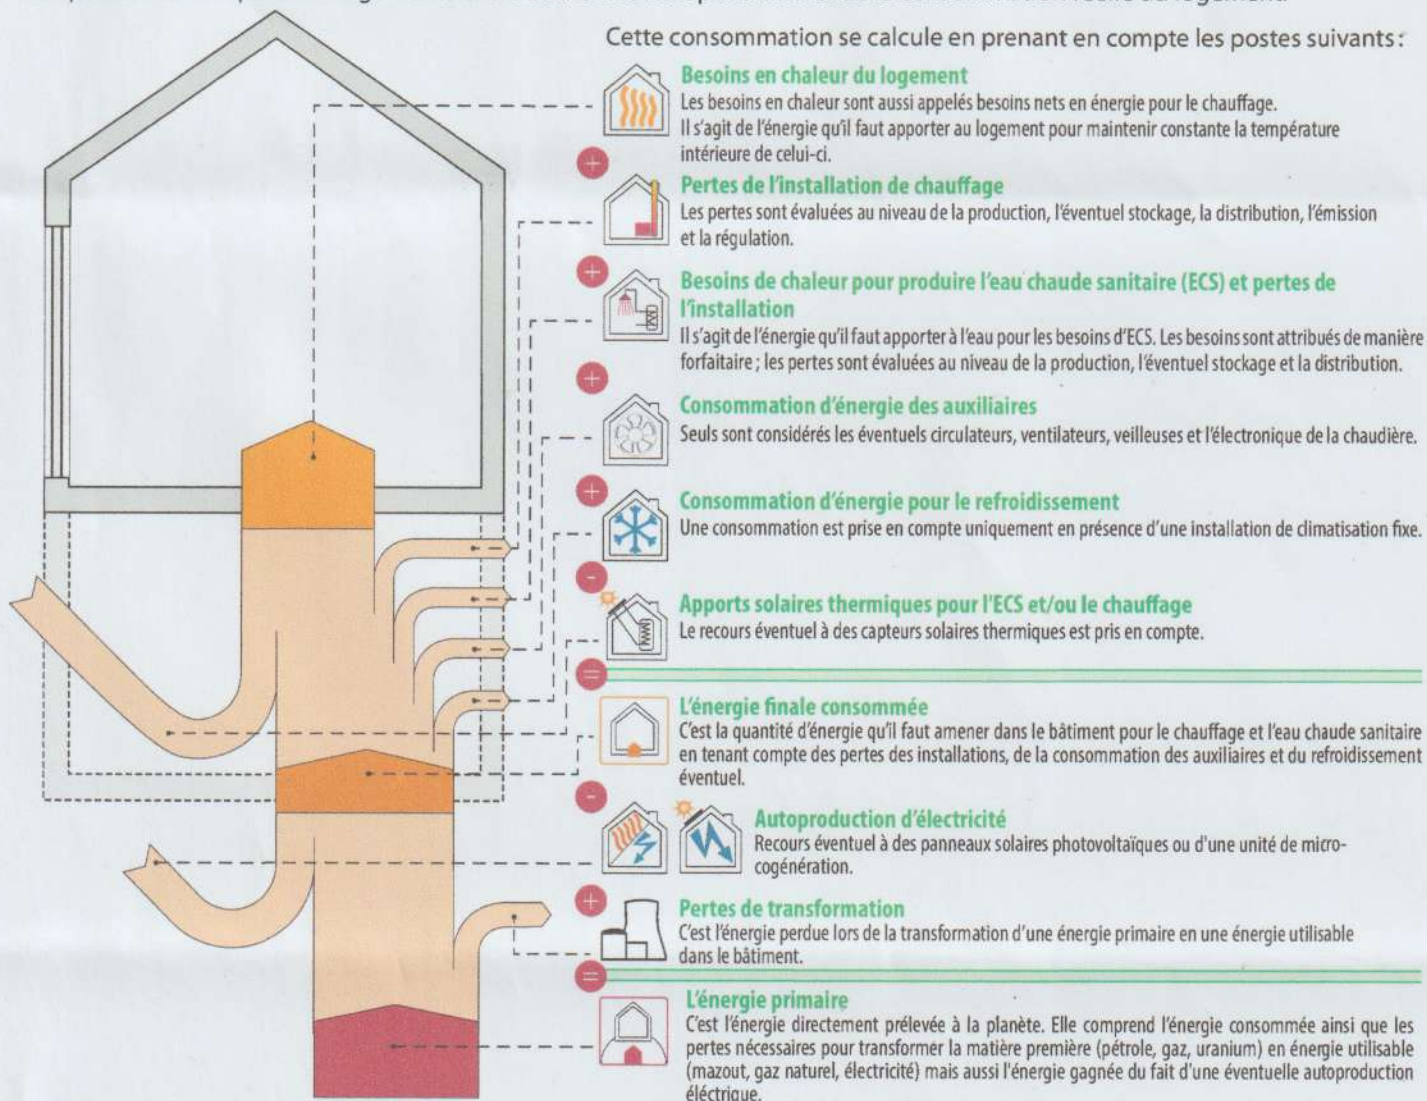 Cette consommation se calcule en prenant en compte les postes suivants :
Besoins en chaleur du logement
Les besoins en chaleur sont aussi appelés besoins nets en énergie pour le chauffage.
Il s'agit de l'énergie qu'il faut apporter au logement pour maintenir constante la température
intérieure de celui-ci.
+
Pertes de l'installation de chauffage
Les pertes sont évaluées au niveau de la production, l'éventuel stockage, la distribution, l'émission
et la régulation.
+
Besoins de chaleur pour produire l'eau chaude sanitaire (ECS) et pertes de
l'installation
Il s'agit de l'énergie qu'il faut apporter à l'eau pour les besoins d'ECS. Les besoins sont attribués de manière
forfaitaire ; les pertes sont évaluées au niveau de la production, l'éventuel stockage et la distribution.
+
Consommation d'énergie des auxiliaires
Seuls sont considérés les éventuels circulateurs, ventilateurs, veilleuses et l'électronique de la chaudière.
+
Consommation d'énergie pour le refroidissement
Une consommation est prise en compte uniquement en présence d'une installation de climatisation fixe.
-
Apports solaires thermiques pour l'ECS et/ou le chauffage
Le recours éventuel à des capteurs solaires thermiques est pris en compte.
=
L'énergie finale consommée
C'est la quantité d'énergie qu'il faut amener dans le bâtiment pour le chauffage et l'eau chaude sanitaire
en tenant compte des pertes des installations, de la consommation des auxiliaires et du refroidissement
éventuel.
-
Autoproduction d'électricité
Recours éventuel à des panneaux solaires photovoltaïques ou d'une unité de micro-
cogénération.
+
Pertes de transformation
C'est l'énergie perdue lors de la transformation d'une énergie primaire en une énergie utilisable
dans le bâtiment.
=
L'énergie primaire
C'est l'énergie directement prélevée à la planète. Elle comprend l'énergie consommée ainsi que les
pertes nécessaires pour transformer la matière première (pétrole, gaz, uranium) en énergie utilisable
(mazout, gaz naturel, électricité) mais aussi l'énergie gagnée du fait d'une éventuelle autoproduction
éléctrique.